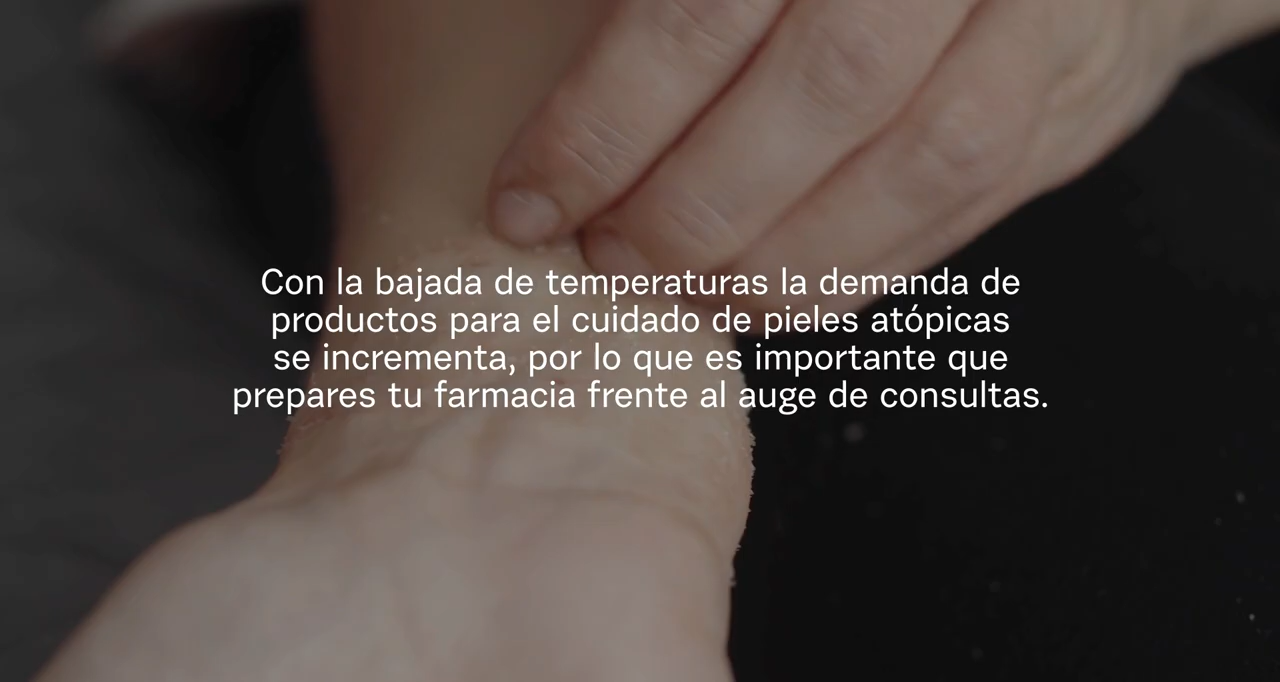 Con la bajada de temperaturas la demanda de
productos para el cuidado de pieles atópicas
se incrementa, por lo que es importante que
prepares tu farmacia frente al auge de consultas.